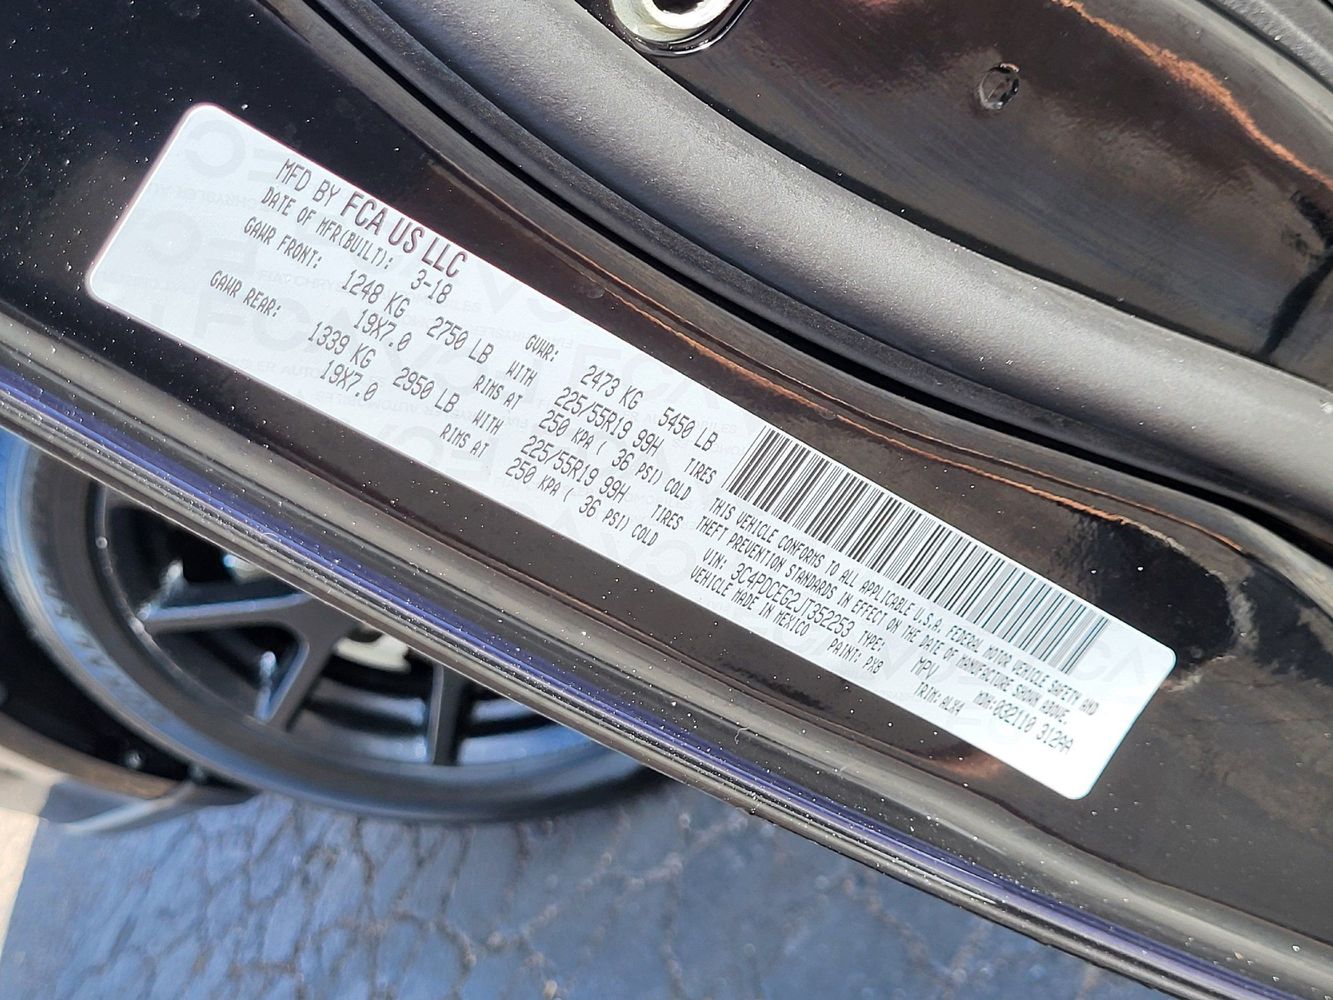 MFD BY FCA US LLC
DATE OF MFR(BUILT): 3-18 GVWR: 2473 KG 5450 LB
GAWR FRONT: 1248 KG 2750 LB WITH 225/55R19 99H TIRES
19X7.0 RIMS AT 250 KPA( 36 PSI) COLD
GAWR REAR: 1339 KG 2950 LB WITH 225/55R19 99H TIRES
19X7.0 RIMS AT 250 KPA( 36 PSI) COLD
THIS VEHICLE CONFORMS TO ALL APPLICABLE U.S.A. FEDERAL MOTOR VEHICLE SAFETY AND
THEFT PREVENTION STANDARDS IN EFFECT ON THE DATE OF MANUFACTURE SHOWN ABOVE.
VIN: 3C4PDCEG2JT352253 TYPE: MPV MDH:032110 312AA
VEHICLE MADE IN MEXICO PAINT: PX8 TRIM:ALX4